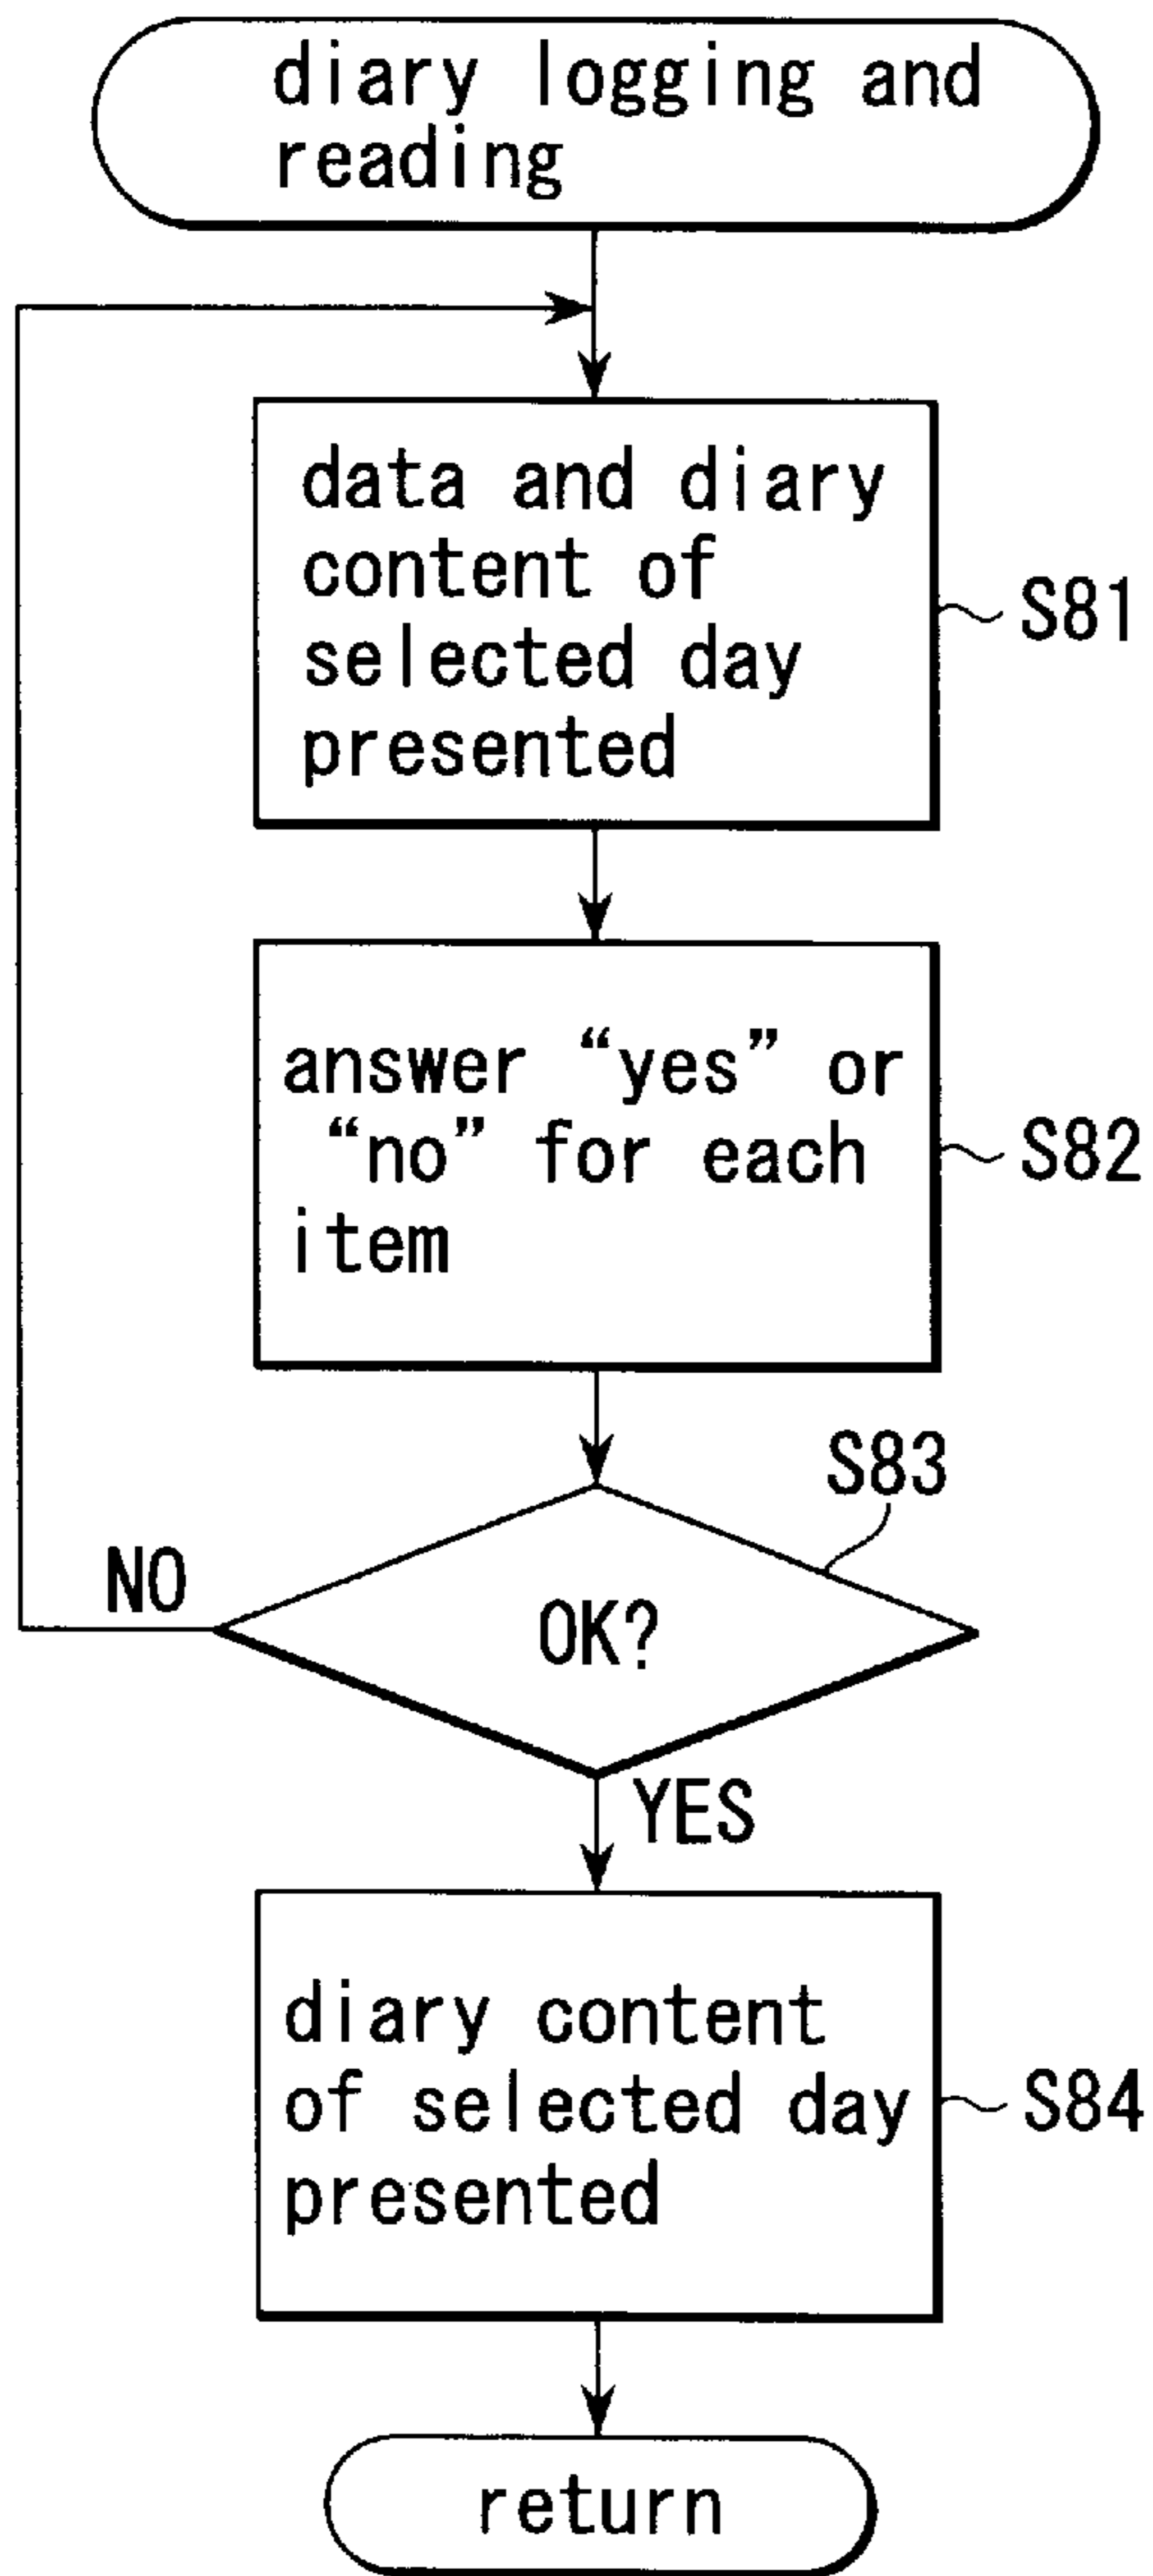 diary logging and
reading
data and diary
content of
selected day
presented
S81
answer “yes” or
“no” for each
item
S82
S83
NO
OK?
YES
diary content
of selected day
presented
S84
return